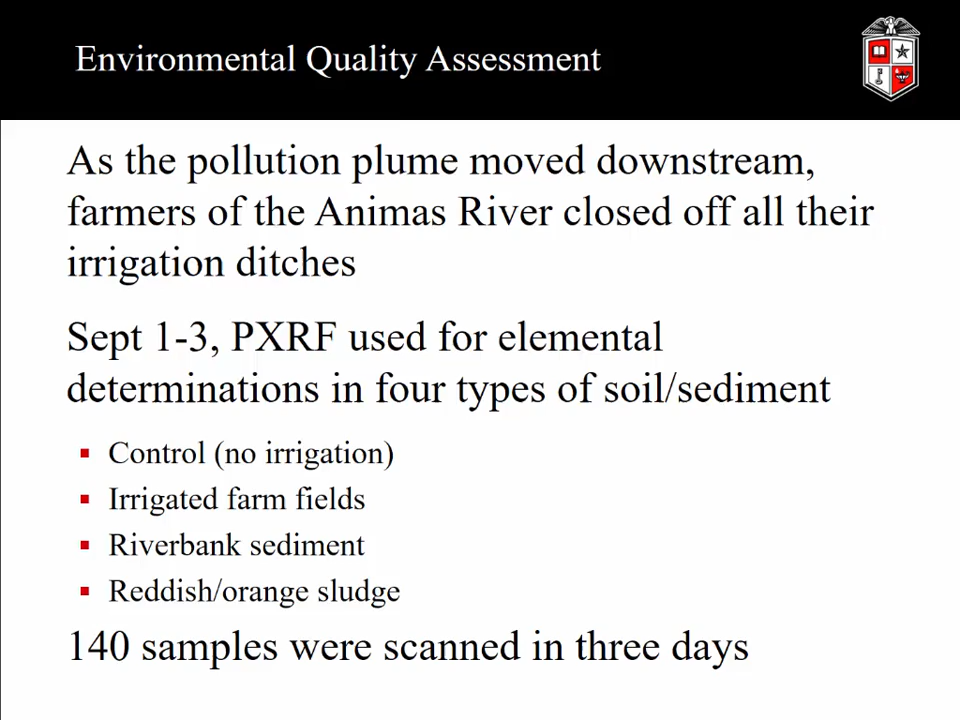 Environmental Quality Assessment
As the pollution plume moved downstream,
farmers of the Animas River closed off all their
irrigation ditches
Sept 1-3, PXRF used for elemental
determinations in four types of soil/sediment
▪ Control (no irrigation)
▪ Irrigated farm fields
▪ Riverbank sediment
▪ Reddish/orange sludge
140 samples were scanned in three days